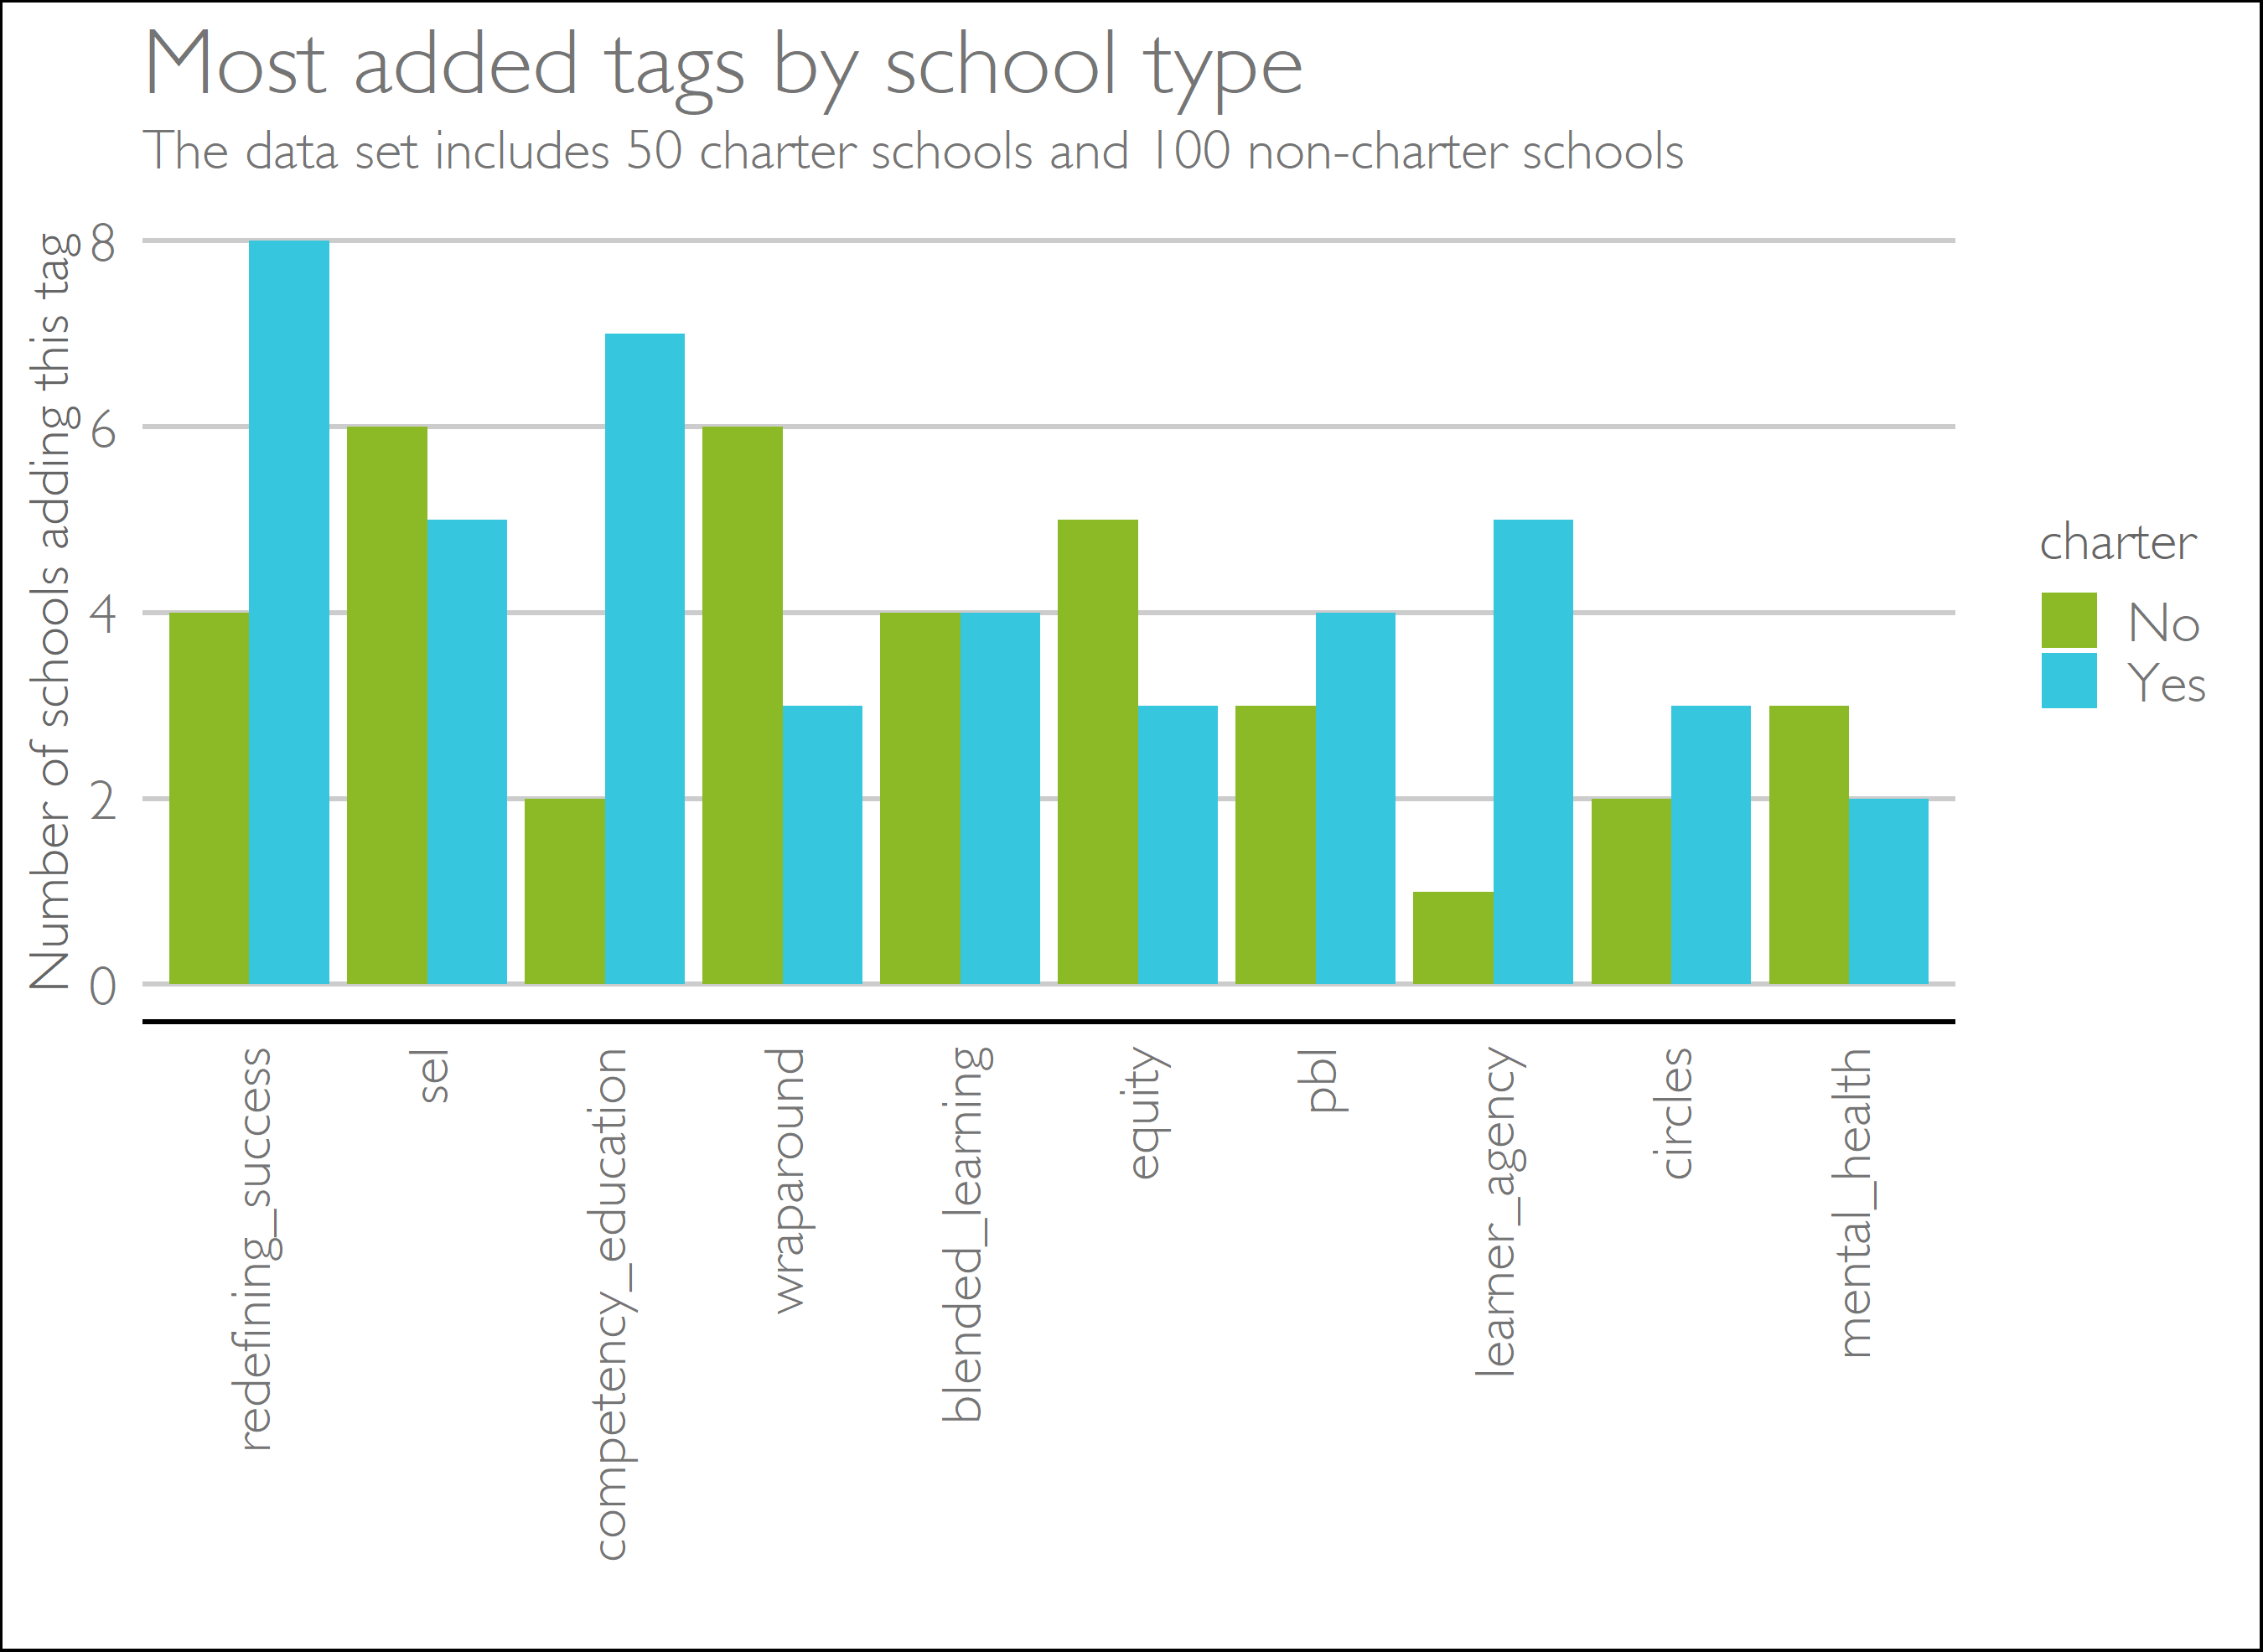 Most added tags by school type
The data set includes 50 charter schools and 100 non-charter schools
Number of schools adding this tag
8
6
4
2
0
redefining_success
sel
competency_education
wraparound
blended_learning
equity
pbl
learner_agency
circles
mental_health
charter
No
Yes